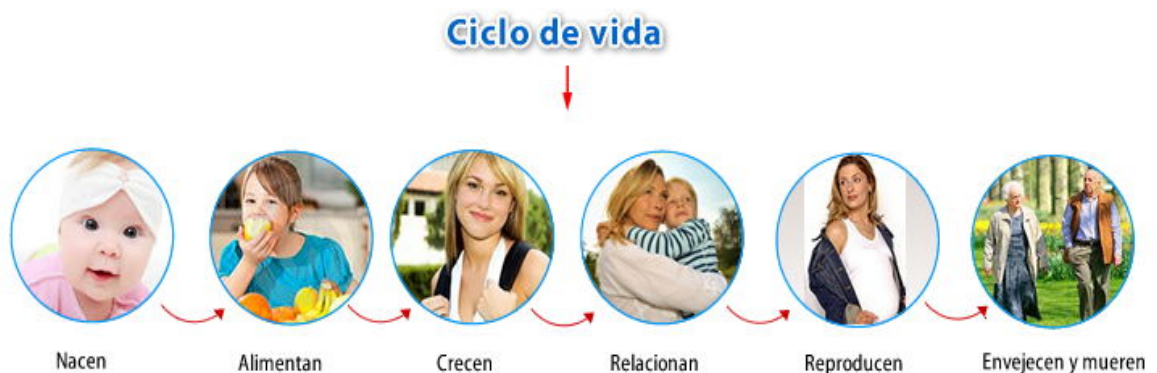 Ciclo de vida
Nacen
Alimentan
Crecen
Relacionan
Reproducen
Envejecen y mueren